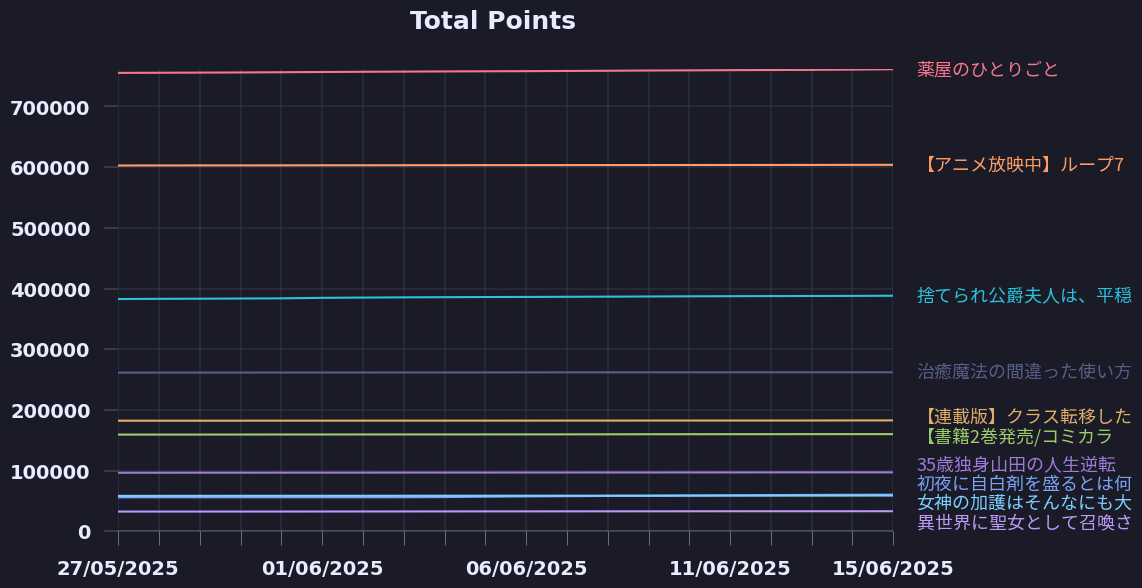 Total Points
700000
600000
500000
400000
300000
200000
100000
0
薬屋のひとりごと
【アニメ放映中】ループ7
捨てられ公爵夫人は、平穏
治癒魔法の間違った使い方
【連載版】クラス転移した
【書籍2巻発売/コミカラ
35歳独身山田の人生逆転
初夜に自白剤を盛るとは何
女神の加護はそんなにも大
異世界に聖女として召喚さ
27/05/2025 01/06/2025 06/06/2025 11/06/2025 15/06/2025